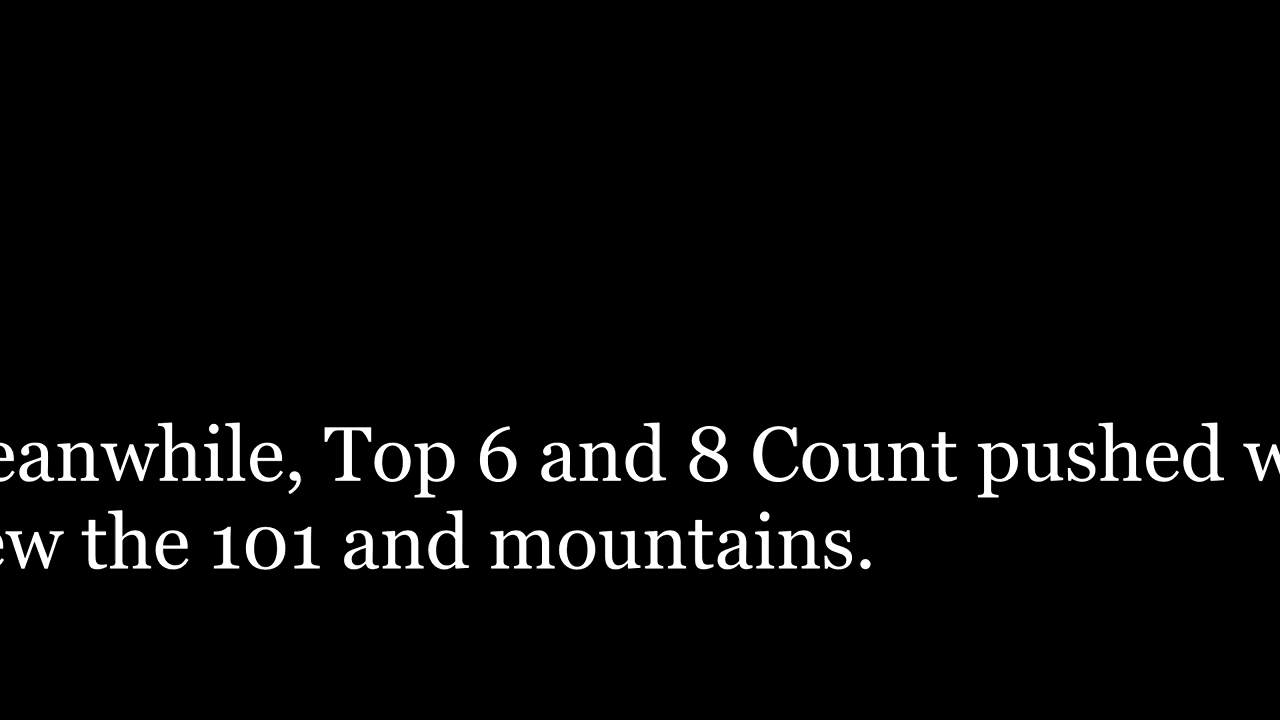 eanwhile, Top 6 and 8 Count pushed w
ew the 101 and mountains.